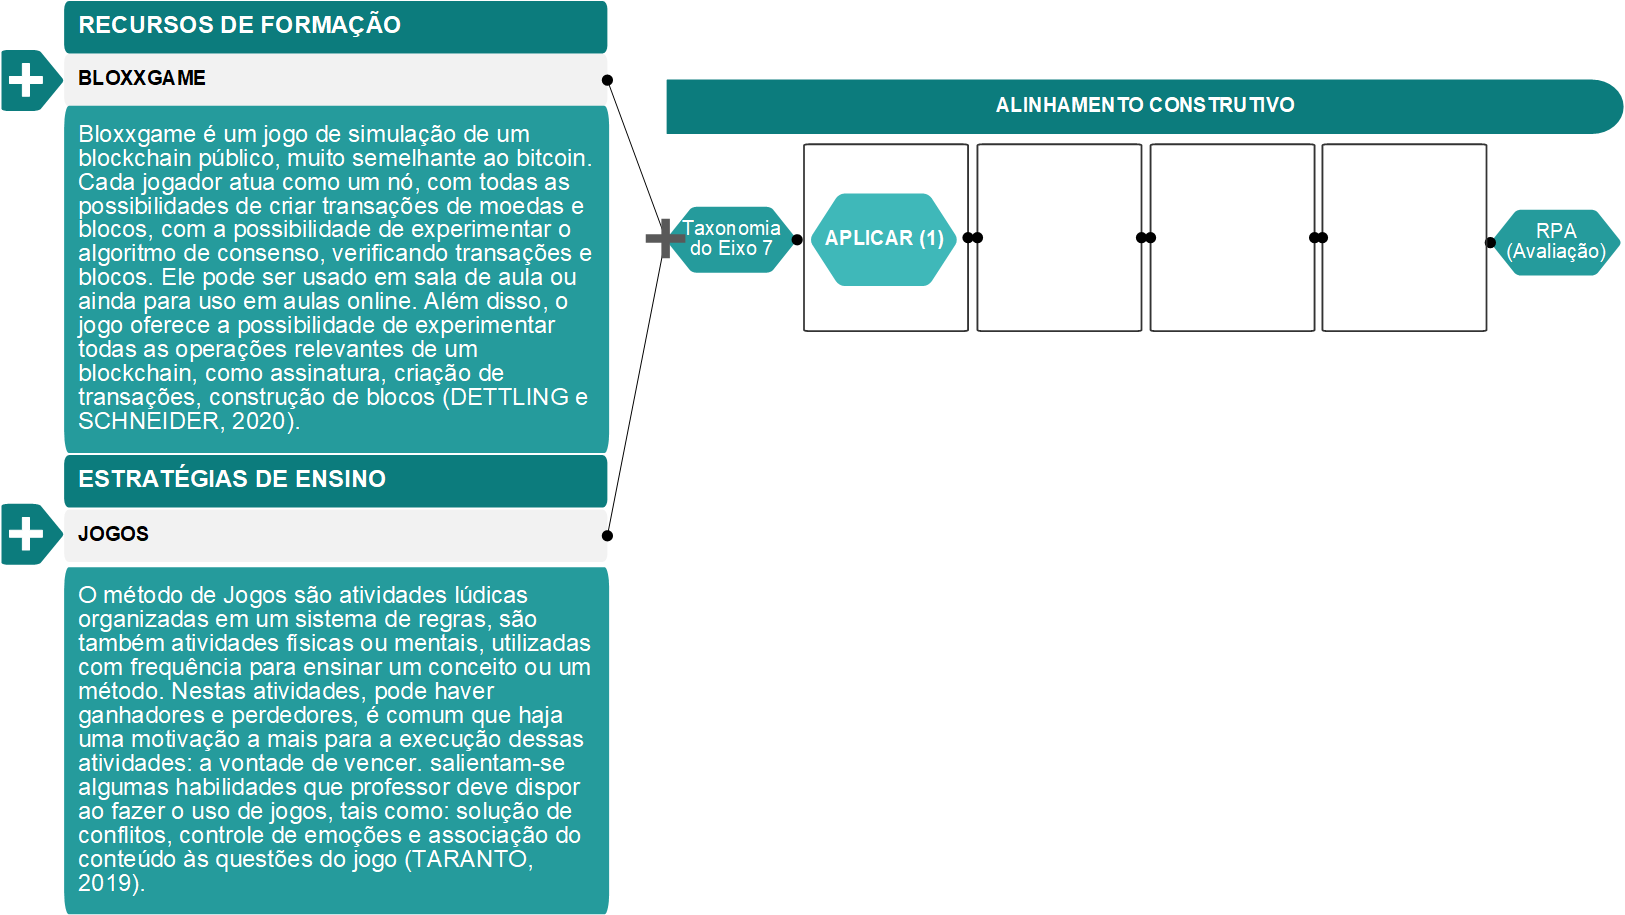 RECURSOS DE FORMAÇÃO
BLOXXGAME
Bloxxgame é um jogo de simulação de um
blockchain público, muito semelhante ao bitcoin.
Cada jogador atua como um nó, com todas as
possibilidades de criar transações de moedas e
blocos, com a possibilidade de experimentar o
algoritmo de consenso, verificando transações e
blocos. Ele pode ser usado em sala de aula ou
ainda para uso em aulas online. Além disso, o
jogo oferece a possibilidade de experimentar
todas as operações relevantes de um
blockchain, como assinatura, criação de
transações, construção de blocos (DETTLING e
SCHNEIDER, 2020).
ESTRATÉGIAS DE ENSINO
JOGOS
O método de Jogos são atividades lúdicas
organizadas em um sistema de regras, são
também atividades físicas ou mentais, utilizadas
com frequência para ensinar um conceito ou um
método. Nestas atividades, pode haver
ganhadores e perdedores, é comum que haja
uma motivação a mais para a execução dessas
atividades: a vontade de vencer. salientam-se
algumas habilidades que professor deve dispor
ao fazer o uso de jogos, tais como: solução de
conflitos, controle de emoções e associação do
conteúdo às questões do jogo (TARANTO,
2019).
ALINHAMENTO CONSTRUTIVO
Taxonomia
do Eixo 7
APLICAR (1)
RPA
(Avaliação)